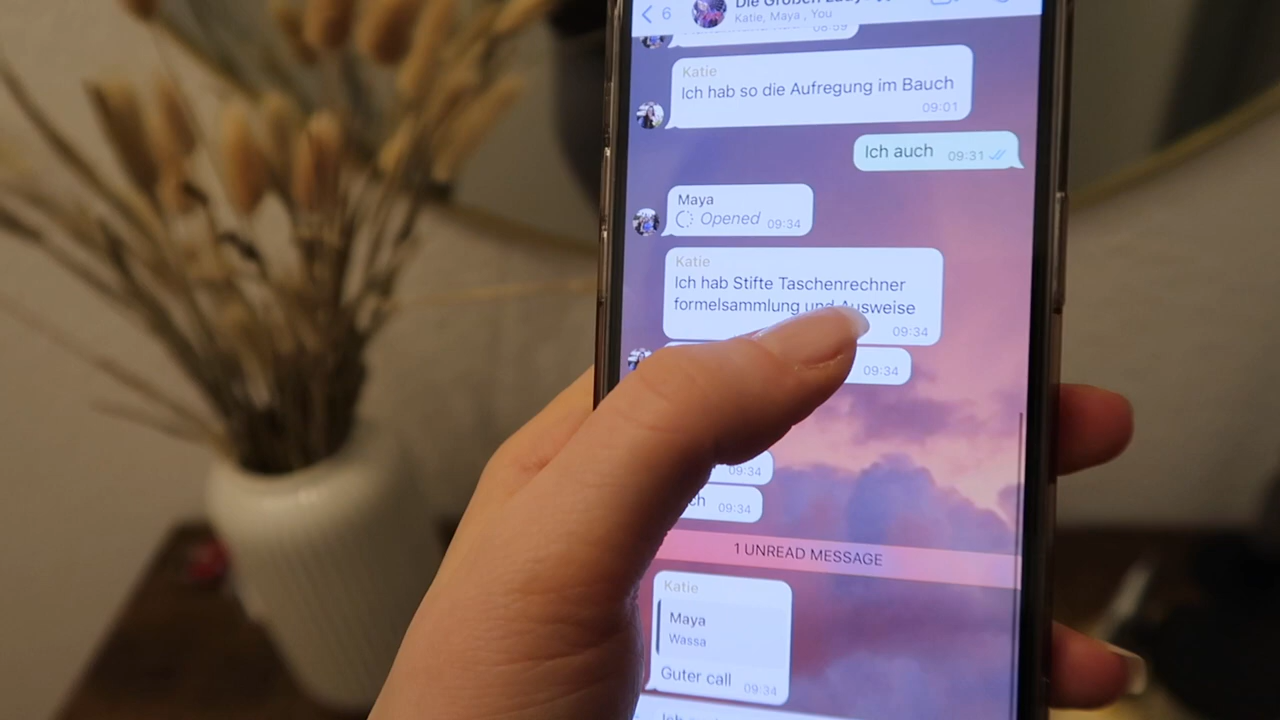 6
Die Großen
Katie, Maya , You
08:59
Katie
Ich hab so die Aufregung im Bauch
09:01
Ich auch 09:31
Maya
Opened 09:34
Katie
Ich hab Stifte Taschenrechner
formelsammlung und Ausweise
09:34
09:34
09:34
09:34
1 UNREAD MESSAGE
Katie
Maya
Wassa
Guter call 09:34